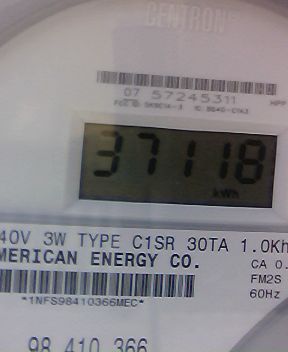 CENTRON®
07 57245311
37118
kWh
40V 3W TYPE C1SR 30TA 1.0Kh
MERICAN ENERGY CO.
CA 0.
FM2S
60Hz
*1NFS98410366MEC*
98 410 366